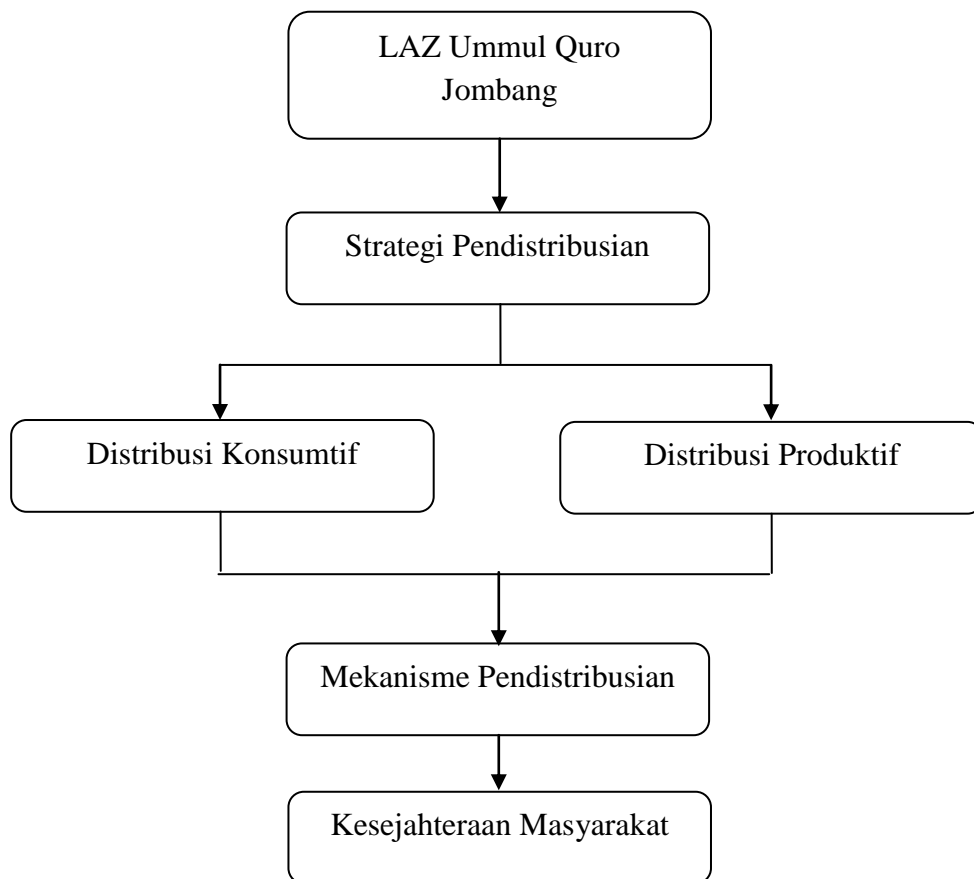 LAZ Ummul Quro
Jombang
Strategi Pendistribusian
Distribusi Konsumtif
Distribusi Produktif
Mekanisme Pendistribusian
Kesejahteraan Masyarakat